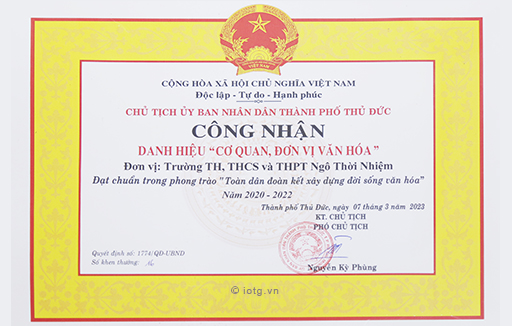 CỘNG HÒA XÃ HỘI CHỦ NGHĨA VIỆT NAM
Độc lập - Tự do - Hạnh phúc
CHỦ TỊCH ỦY BAN NHÂN DÂN THÀNH PHỐ THỦ ĐỨC
CÔNG NHẬN
DANH HIỆU "CƠ QUAN, ĐƠN VỊ VĂN HÓA"
Đơn vị: Trường TH, THCS và THPT Ngô Thời Nhiệm
Đạt chuẩn trong phong trào "Toàn dân đoàn kết xây dựng đời sống văn hóa"
Năm 2020 - 2022
Thành phố Thủ Đức, ngày 07 tháng 3 năm 2023
KT. CHỦ TỊCH
PHÓ CHỦ TỊCH
Quyết định số: 1774/QĐ-UBND
Số khen thưởng:
Nguyễn Kỳ Phùng
© iotg.vn